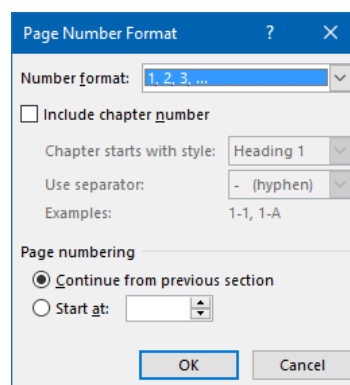 Page Number Format ? ×
Number format: 1, 2, 3, ...
Include chapter number
Chapter starts with style: Heading 1
Use separator: - (hyphen)
Examples: 1-1, 1-A
Page numbering
Continue from previous section
Start at:
OK Cancel